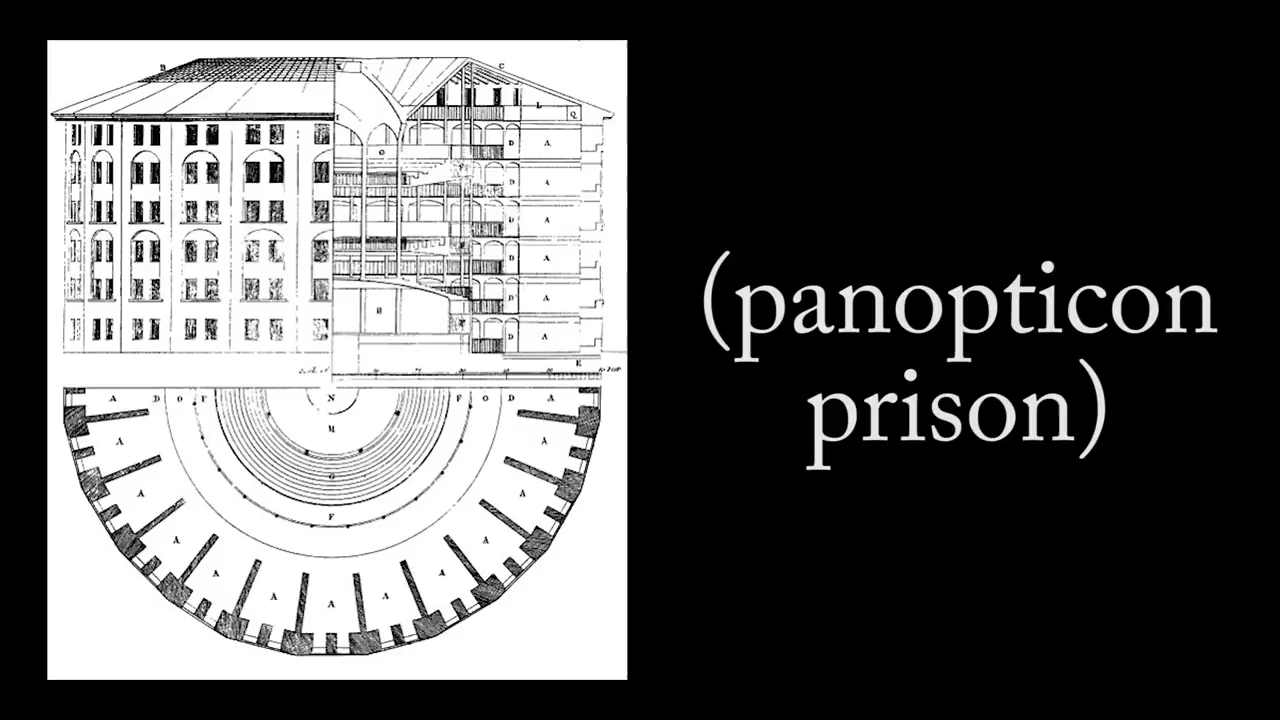 B C
K
L
I Q
G D A
D A
D A
D A
D A
H D A
E
N
A D O F F O D A
M
A A
G
A A
F
A A
A A
A A A
(panopticon
prison)